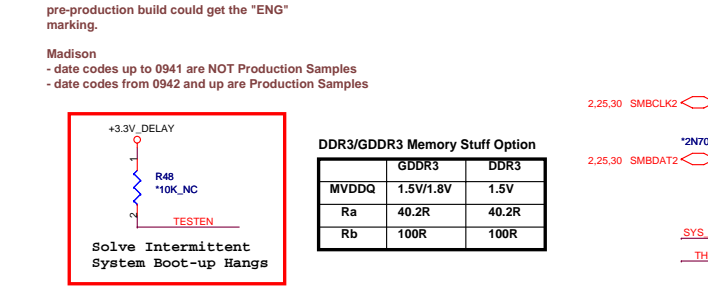 pre-production build could get the "ENG"
marking.
Madison
- date codes up to 0941 are NOT Production Samples
- date codes from 0942 and up are Production Samples
+3.3V_DELAY
1
R48
*10K_NC
2
TESTEN
Solve Intermittent
System Boot-up Hangs
DDR3/GDDR3 Memory Stuff Option
GDDR3 DDR3
MVDDQ 1.5V/1.8V 1.5V
Ra 40.2R 40.2R
Rb 100R 100R
2,25,30 SMBCLK2
*2N70
2,25,30 SMBDAT2
SYS_
TH